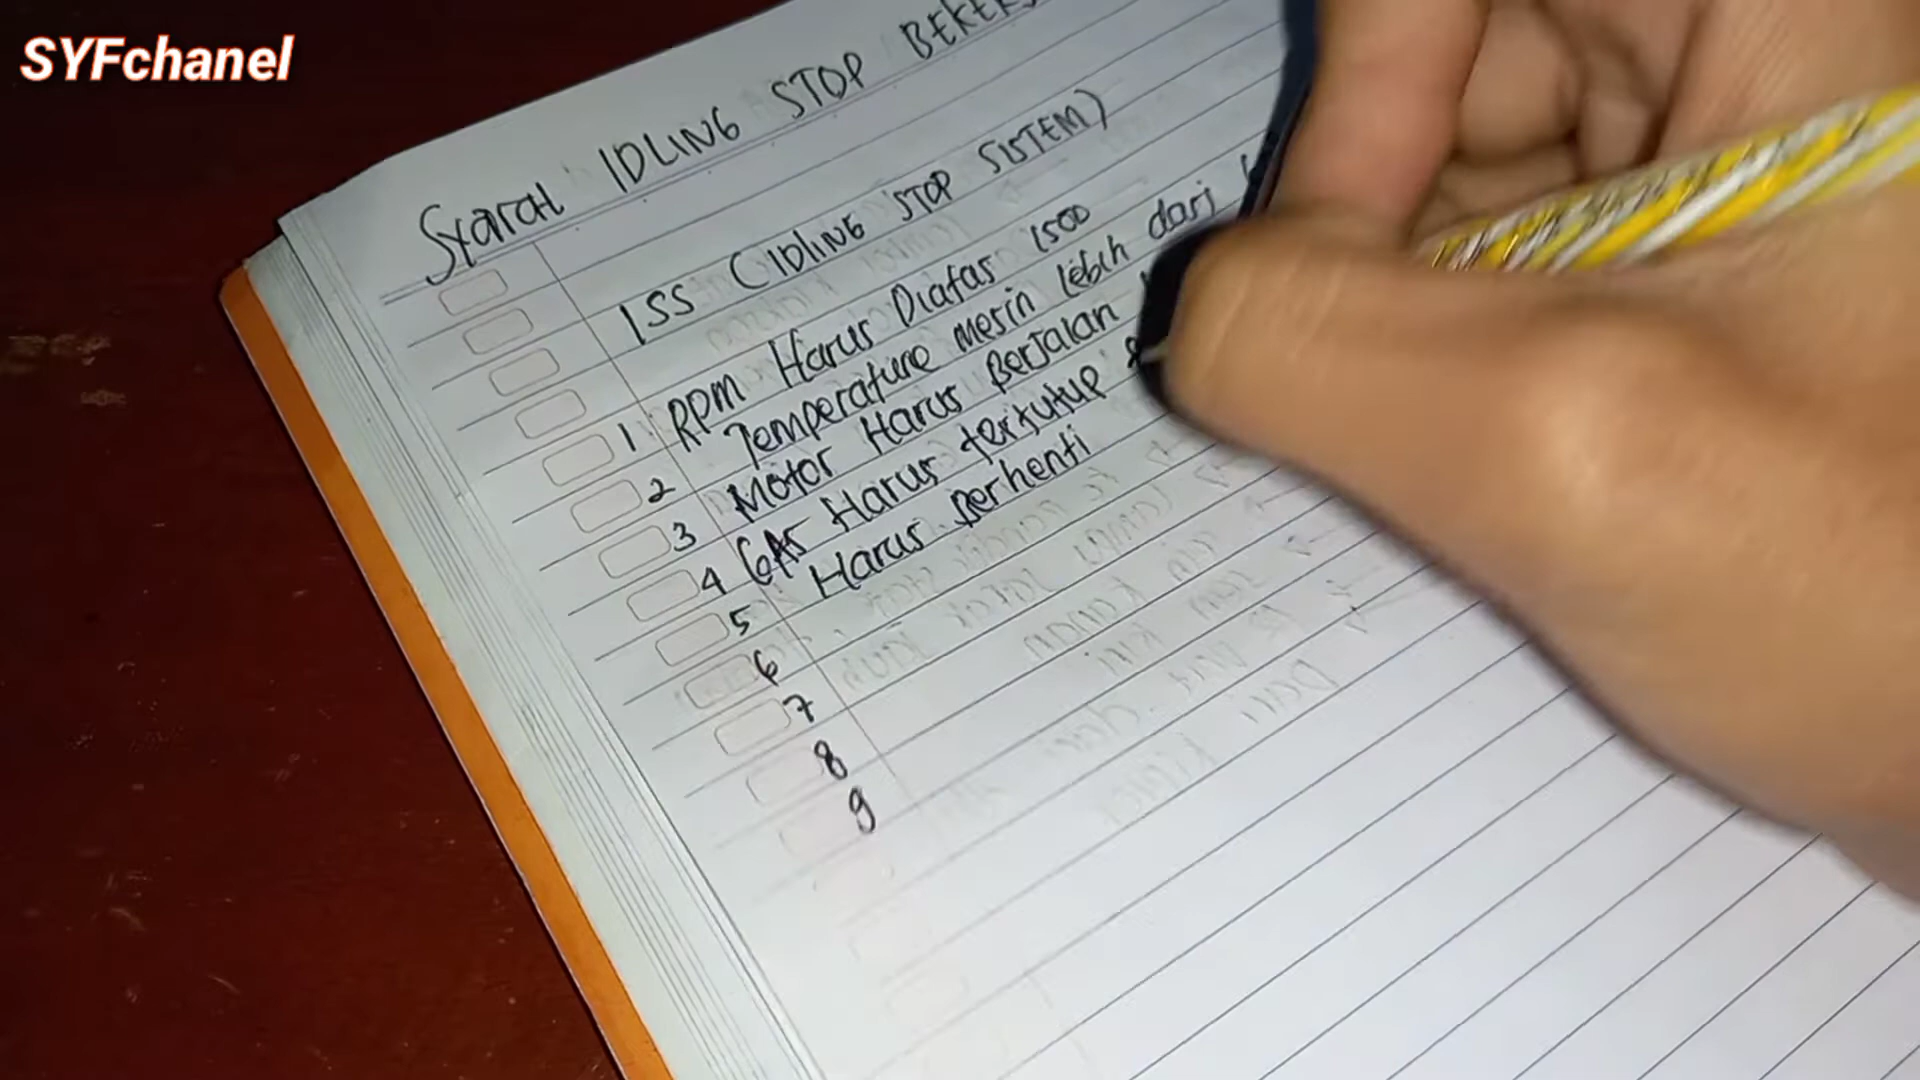 SYFchanel
Syarat IDLING STOP
ISS (IDliNG STOP SISTEM)
1 RPM Harus Diatas 1500
2 Temperature mesin lebih dari
3 Motor Harus Berjalan
4 GAS Harus tertutup
5 Harus Berhenti
6
7
8
9